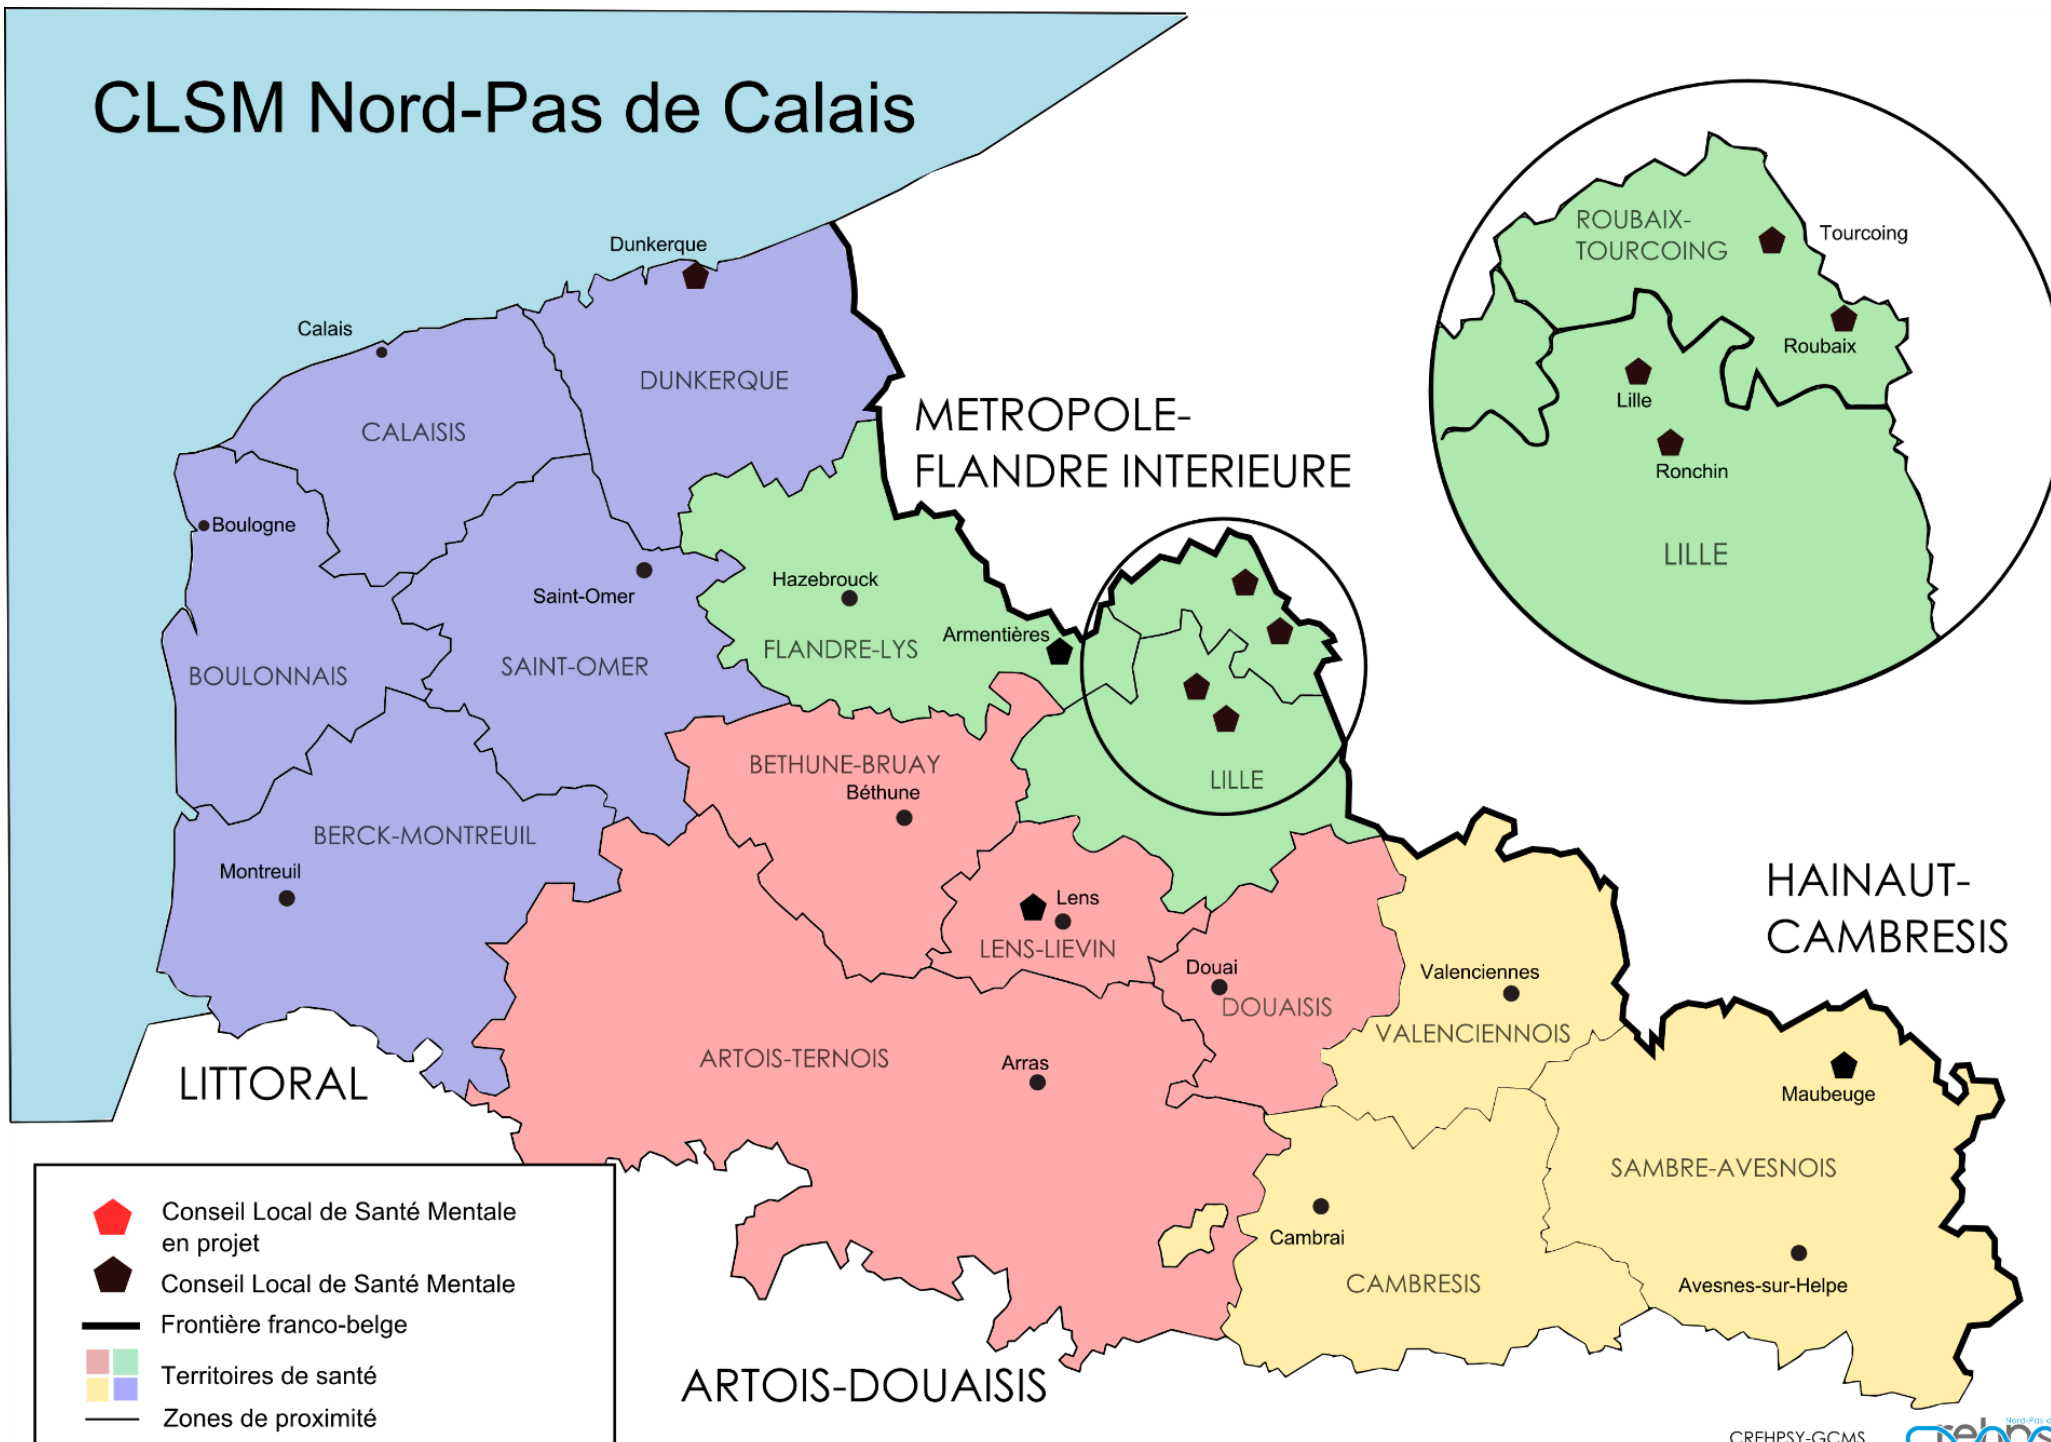 CLSM Nord-Pas de Calais
Dunkerque
Calais
DUNKERQUE
CALAISIS
METROPOLE-
FLANDRE INTERIEURE
ROUBAIX-
TOURCOING
Tourcoing
Roubaix
Lille
Ronchin
LILLE
Boulogne
Saint-Omer
Hazebrouck
Armentières
FLANDRE-LYS
SAINT-OMER
BOULONNAIS
BETHUNE-BRUAY
Béthune
LILLE
BERCK-MONTREUIL
Montreuil
Lens
LENS-LIEVIN
Douai
DOUAISIS
Valenciennes
VALENCIENNOIS
HAINAUT-
CAMBRESIS
ARTOIS-TERNOIS
Arras
LITTORAL
Maubeuge
SAMBRE-AVESNOIS
Cambrai
CAMBRESIS
Avesnes-sur-Helpe
ARTOIS-DOUAISIS
Conseil Local de Santé Mentale
en projet
Conseil Local de Santé Mentale
Frontière franco-belge
Territoires de santé
Zones de proximité
CREHPSY-GCMS
Nord-Pas d